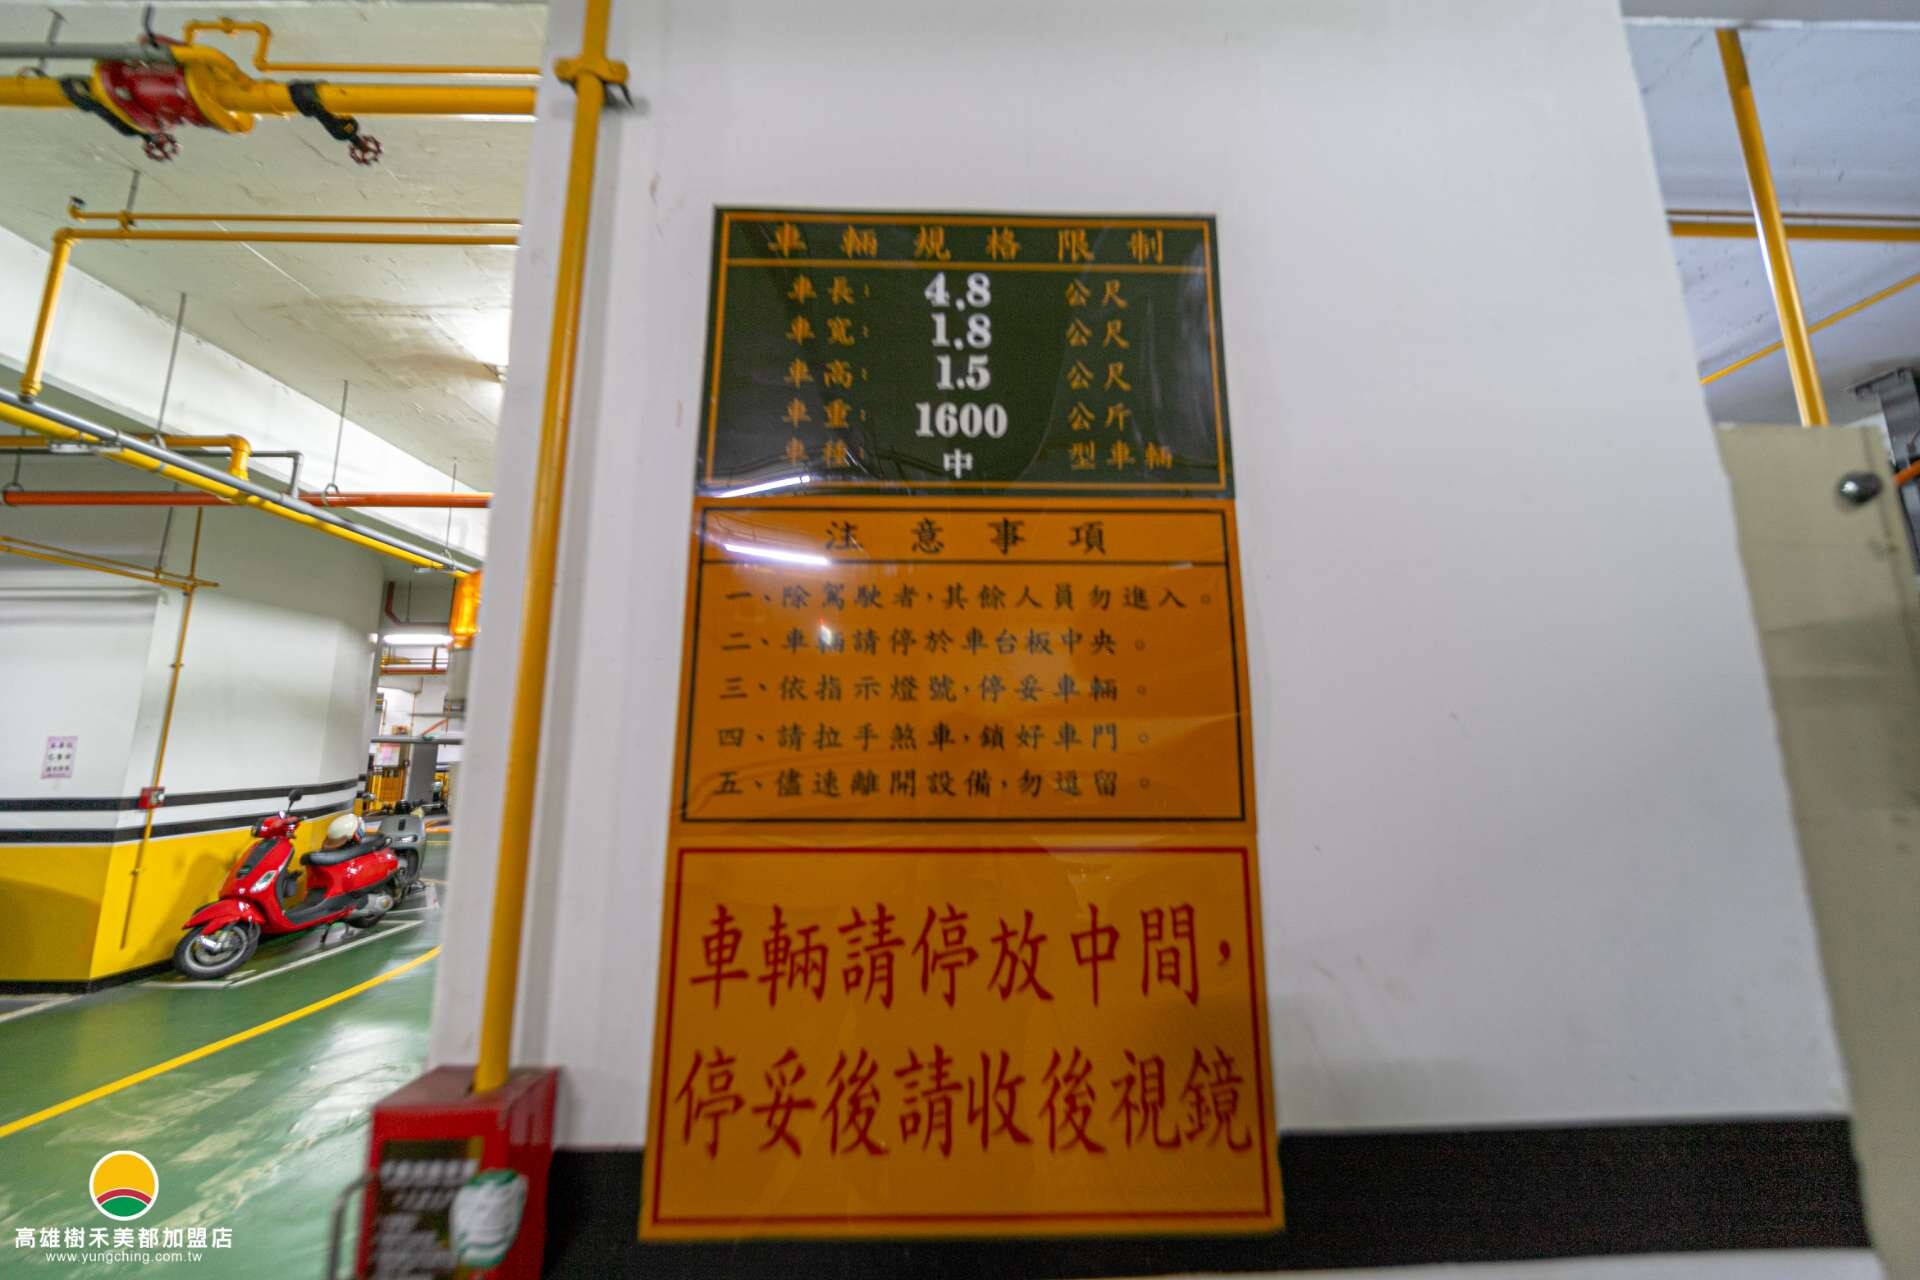 車輛規格限制
車長： 4.8 公尺
車寬： 1.8 公尺
車高： 1.5 公尺
車重： 1600 公斤
車種： 中 型車輛
注意事項
一、除駕駛者，其餘人員勿進入。
二、車輛請停於車台板中央。
三、依指示燈號，停妥車輛。
四、請拉手煞車，鎖好車門。
五、儘速離開設備，勿逗留。
車輛請停放中間，
停妥後請收後視鏡
高雄樹禾美都加盟店
www.yungching.com.tw